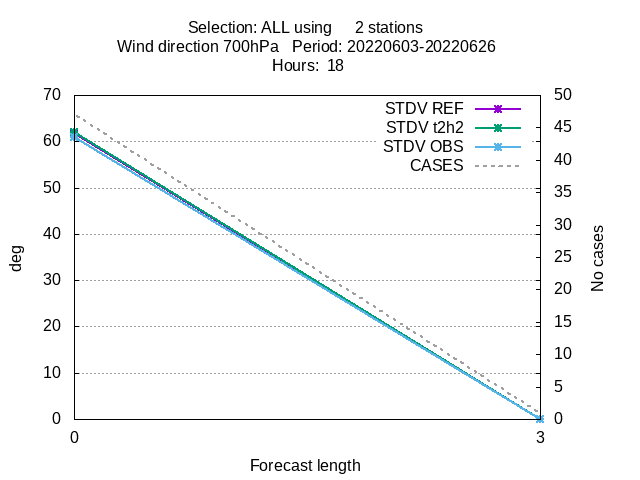 Selection: ALL using     2 stations
Wind direction 700hPa   Period: 20220603-20220626
Hours:  18
STDV REF
STDV t2h2
STDV OBS
CASES
70
60
50
40
30
20
10
0
50
45
40
35
30
25
20
15
10
5
0
deg
No cases
0
3
Forecast length